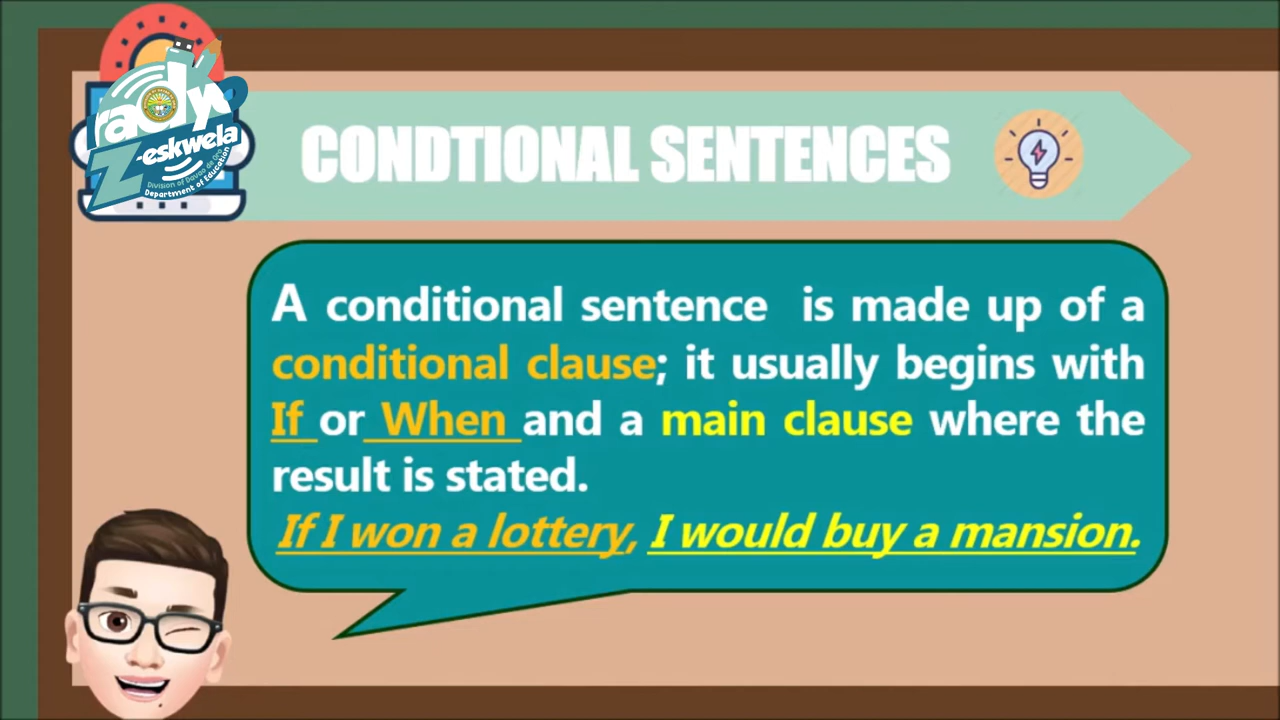 radyo
Z-eskwela
Division of Davao de Oro
Department of Education
CONDTIONAL SENTENCES
A conditional sentence is made up of a
conditional clause; it usually begins with
If or When and a main clause where the
result is stated.
If I won a lottery, I would buy a mansion.